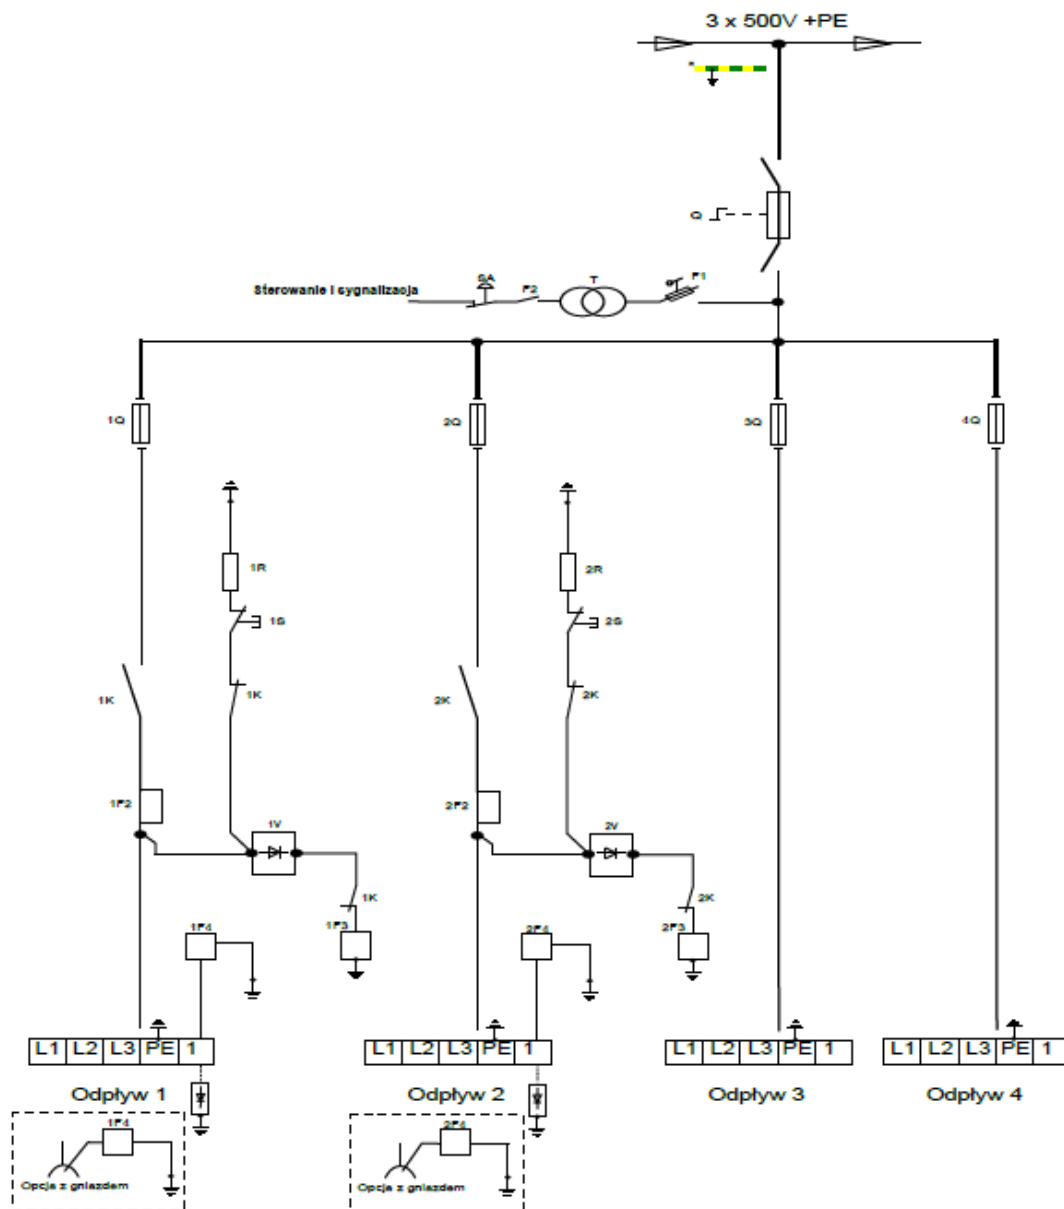 3 x 500V +PE
Q
SA
T
F1
F2
Sterowanie i sygnalizacja
1Q
2Q
3Q
4Q
1R
2R
1S
2S
1K
1K
2K
2K
1F2
2F2
1V
2V
1K
2K
1F4
1F3
2F4
2F3
L1 L2 L3 PE 1
L1 L2 L3 PE 1
L1 L2 L3 PE 1
L1 L2 L3 PE 1
Odpływ 1
Odpływ 2
Odpływ 3
Odpływ 4
1F4
2F4
Opcja z gniazdem
Opcja z gniazdem